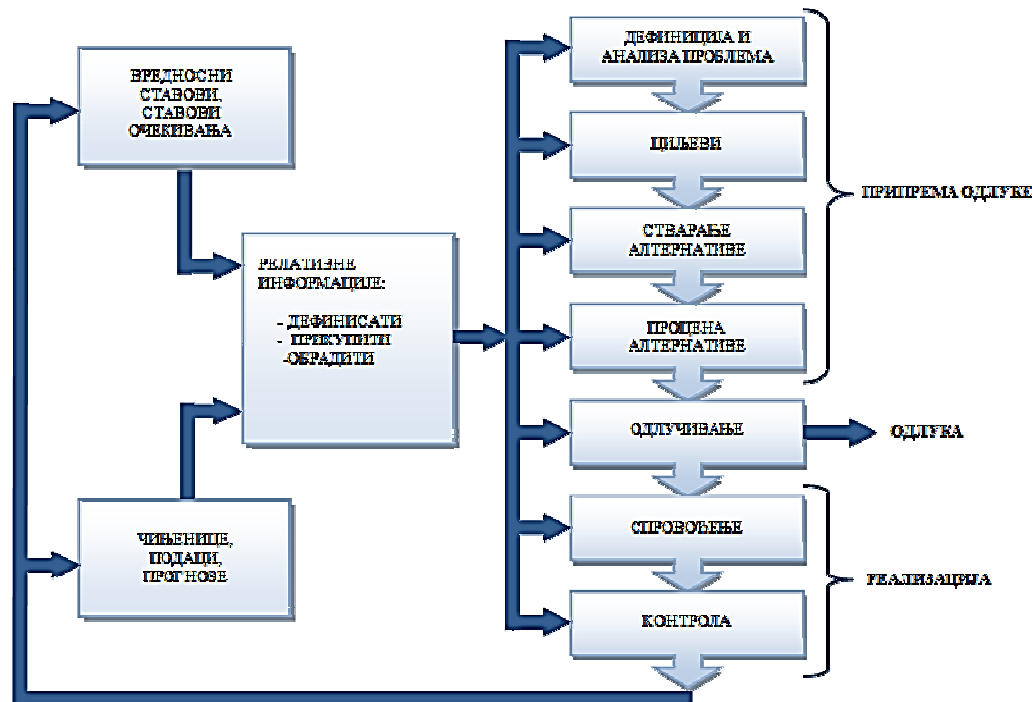 ВРЕДНОСНИ
СТАВОВИ,
СТАВОВИ
ОЧЕКИВАЊА
РЕЛАТИВНЕ
ИНФОРМАЦИЈЕ:
- ДЕФИНИСАТИ
- ПРИКУПИТИ
-ОБРАДИТИ
ЧИЊЕНИЦЕ,
ПОДАЦИ,
ПРОГНОЗЕ
ДЕФИНИЦИЈА И
АНАЛИЗА ПРОБЛЕМА
ЦИЉЕВИ
СТВАРАЊЕ
АЛТЕРНАТИВЕ
ПРОЦЕНА
АЛТЕРНАТИВЕ
ОДЛУЧИВАЊЕ
СПРОВОЂЕЊЕ
КОНТРОЛА
ПРИПРЕМА ОДЛУКЕ
ОДЛУКА
РЕАЛИЗАЦИЈА